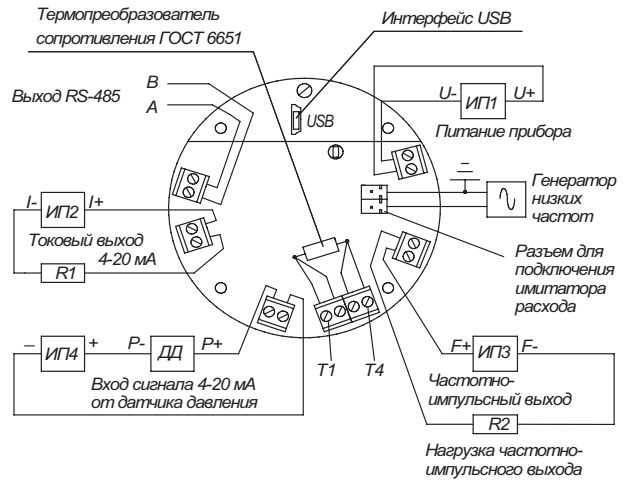 Термопреобразователь
сопротивления ГОСТ 6651
Интерфейс USB
B
A
Выход RS-485
USB
U- ИП1 U+
Питание прибора
I- ИП2 I+
Токовый выход
4-20 мА
R1
Генератор
низких
частот
Разъем для
подключения
имитатора
расхода
– ИП4 + P- ДД P+
Вход сигнала 4-20 мА
от датчика давления
T1 T4
F+ ИП3 F-
Частотно-
импульсный выход
R2
Нагрузка частотно-
импульсного выхода